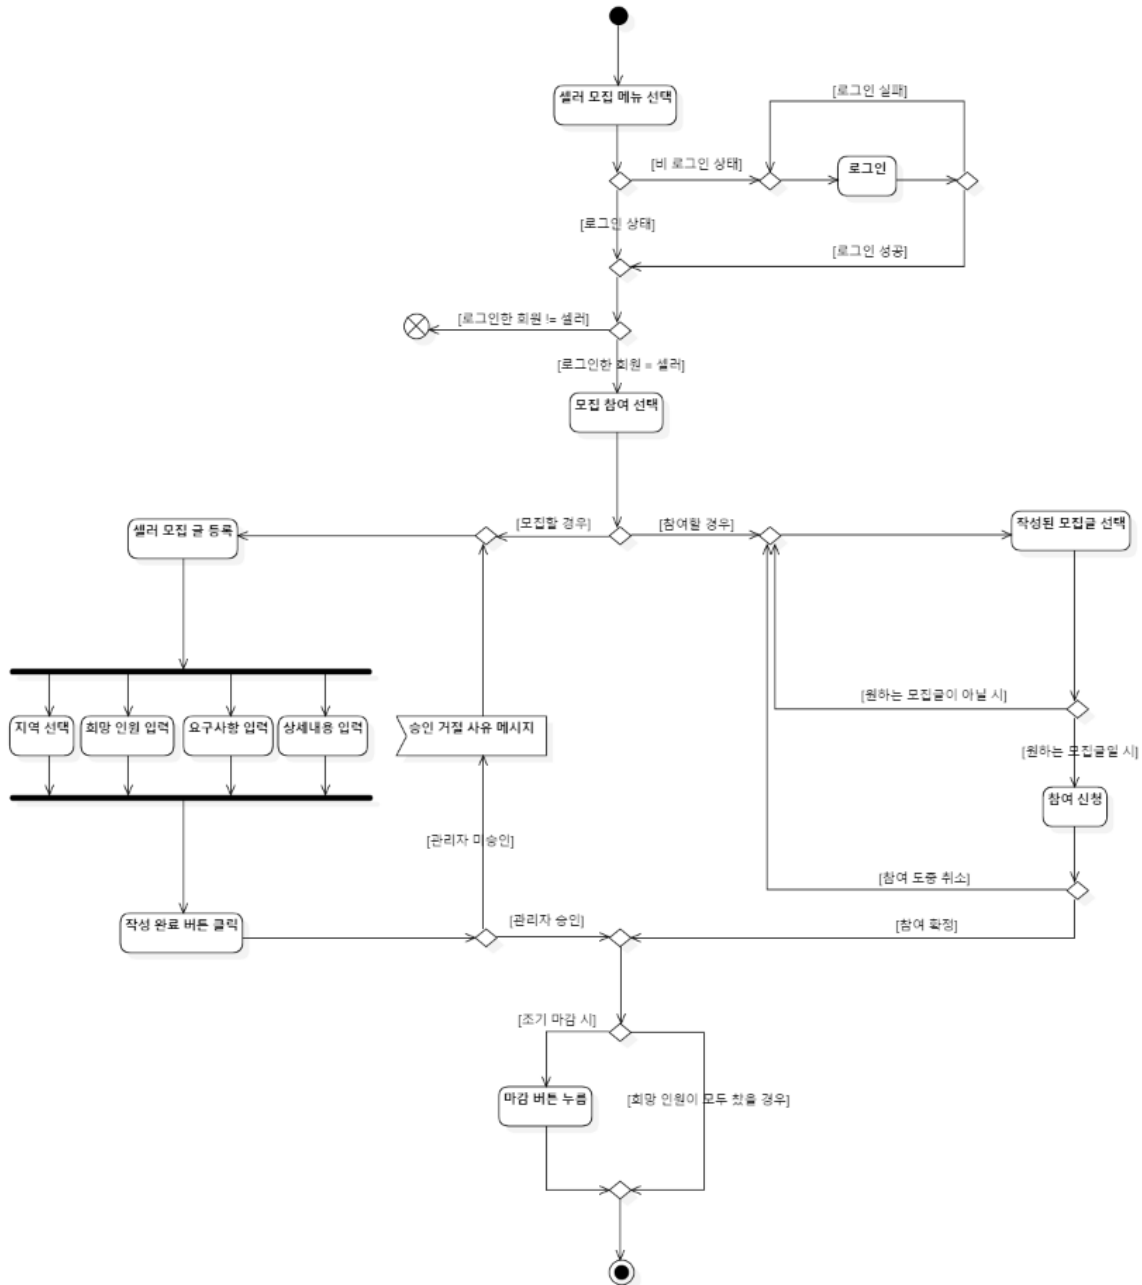 셀러 모집 메뉴 선택
[로그인 실패]
[비 로그인 상태]
로그인
[로그인 상태]
[로그인 성공]
[로그인한 회원 != 셀러]
[로그인한 회원 = 셀러]
모집 참여 선택
셀러 모집 글 등록
[모집할 경우]
[참여할 경우]
작성된 모집글 선택
지역 선택
희망 인원 입력
요구사항 입력
상세내용 입력
승인 거절 사유 메시지
[원하는 모집글이 아닐 시]
[원하는 모집글일 시]
참여 신청
[관리자 미승인]
[참여 도중 취소]
작성 완료 버튼 클릭
[관리자 승인]
[참여 확정]
[조기 마감 시]
마감 버튼 누름
[희망 인원이 모두 찼을 경우]